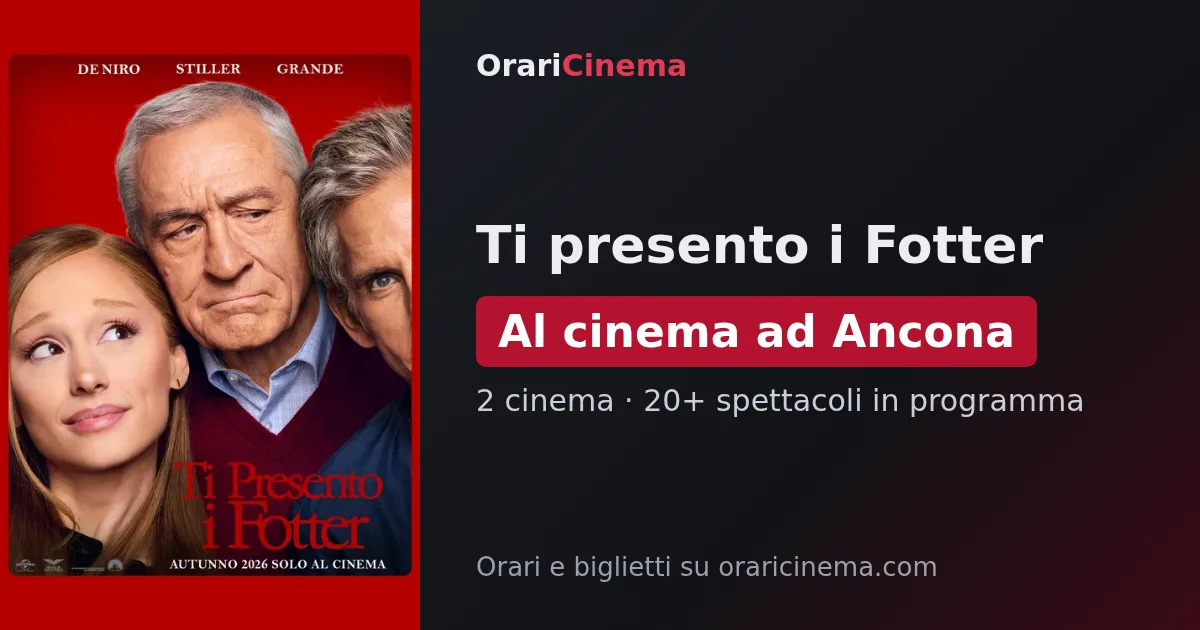 DE NIRO STILLER GRANDE
Ti Presento
i Fotter
AUTUNNO 2026 SOLO AL CINEMA
OrariCinema
Ti presento i Fotter
Al cinema ad Ancona
2 cinema · 20+ spettacoli in programma
Orari e biglietti su oraricinema.com